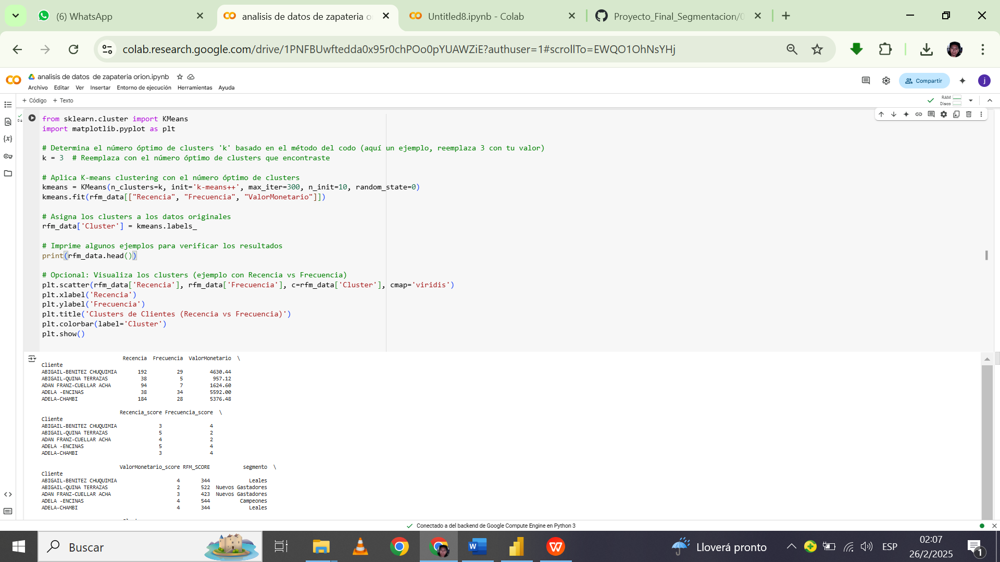 (6) WhatsApp
analisis de datos de zapateria o
Untitled8.ipynb - Colab
Proyecto_Final_Segmentacion/0
colab.research.google.com/drive/1PNFBUwftedda0x95r0chPOo0pYUAWZiE?authuser=1#scrollTo=EWQO1OhNsYHj
analisis de datos  de zapateria orion.ipynb
Archivo Editar Ver Insertar Entorno de ejecución Herramientas Ayuda
Compartir
j
+ Código + Texto
RAM
Disco
0 s
from sklearn.cluster import KMeans
import matplotlib.pyplot as plt
# Determina el número óptimo de clusters 'k' basado en el método del codo (aquí un ejemplo, reemplaza 3 con tu valor)
k = 3  # Reemplaza con el número óptimo de clusters que encontraste
# Aplica K-means clustering con el número óptimo de clusters
kmeans = KMeans(n_clusters=k, init='k-means++', max_iter=300, n_init=10, random_state=0)
kmeans.fit(rfm_data[["Recencia", "Frecuencia", "ValorMonetario"]])
# Asigna los clusters a los datos originales
rfm_data['Cluster'] = kmeans.labels_
# Imprime algunos ejemplos para verificar los resultados
print(rfm_data.head())
# Opcional: Visualiza los clusters (ejemplo con Recencia vs Frecuencia)
plt.scatter(rfm_data['Recencia'], rfm_data['Frecuencia'], c=rfm_data['Cluster'], cmap='viridis')
plt.xlabel('Recencia')
plt.ylabel('Frecuencia')
plt.title('Clusters de Clientes (Recencia vs Frecuencia)')
plt.colorbar(label='Cluster')
plt.show()
Recencia Frecuencia ValorMonetario \
Cliente
ABIGAIL-BENITEZ CHUQUIMIA 192 29 4630.44
ABIGAIL-QUINA TERRAZAS 38 5 957.12
ADAN FRANZ-CUELLAR ACHA 94 7 1624.60
ADELA -ENCINAS 38 34 5592.00
ADELA-CHAMBI 184 28 5376.48
Recencia_score Frecuencia_score \
Cliente
ABIGAIL-BENITEZ CHUQUIMIA 3 4
ABIGAIL-QUINA TERRAZAS 5 2
ADAN FRANZ-CUELLAR ACHA 4 2
ADELA -ENCINAS 5 4
ADELA-CHAMBI 3 4
ValorMonetario_score RFM_SCORE segmento \
Cliente
ABIGAIL-BENITEZ CHUQUIMIA 4 344 Leales
ABIGAIL-QUINA TERRAZAS 2 522 Nuevos Gastadores
ADAN FRANZ-CUELLAR ACHA 3 423 Nuevos Gastadores
ADELA -ENCINAS 4 544 Campeones
ADELA-CHAMBI 4 344 Leales
Conectado a del backend de Google Compute Engine en Python 3
Buscar
Lloverá pronto
ESP
02:07
26/2/2025
1